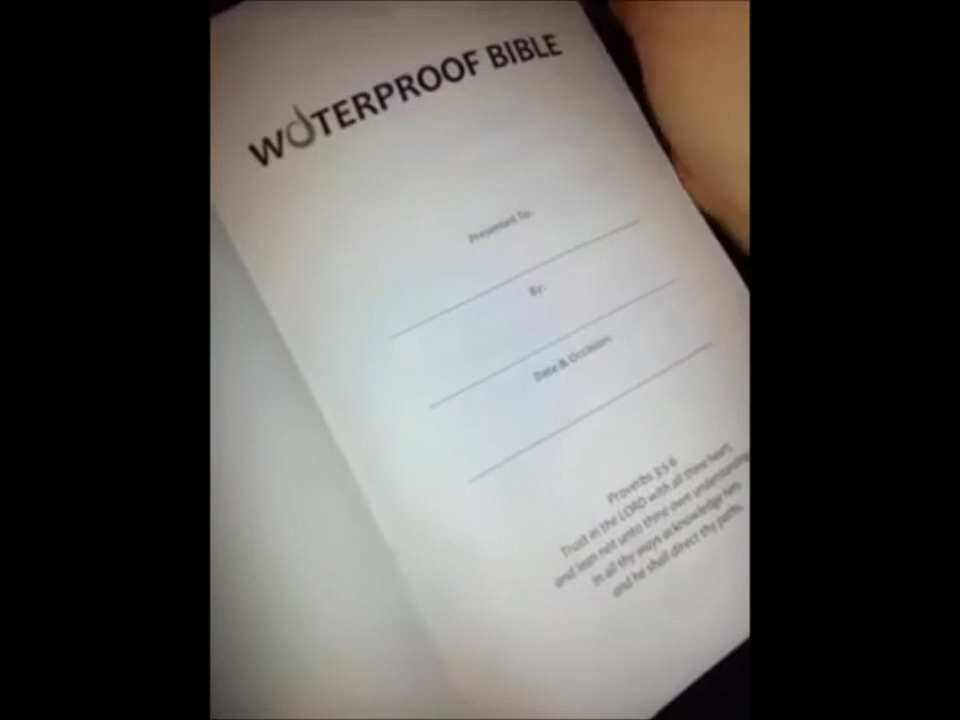 WATERPROOF BIBLE
Presented To:
By:
Date & Occasion:
Proverbs 3:5-6
Trust in the LORD with all thine heart;
and lean not unto thine own understanding.
In all thy ways acknowledge him,
and he shall direct thy paths.